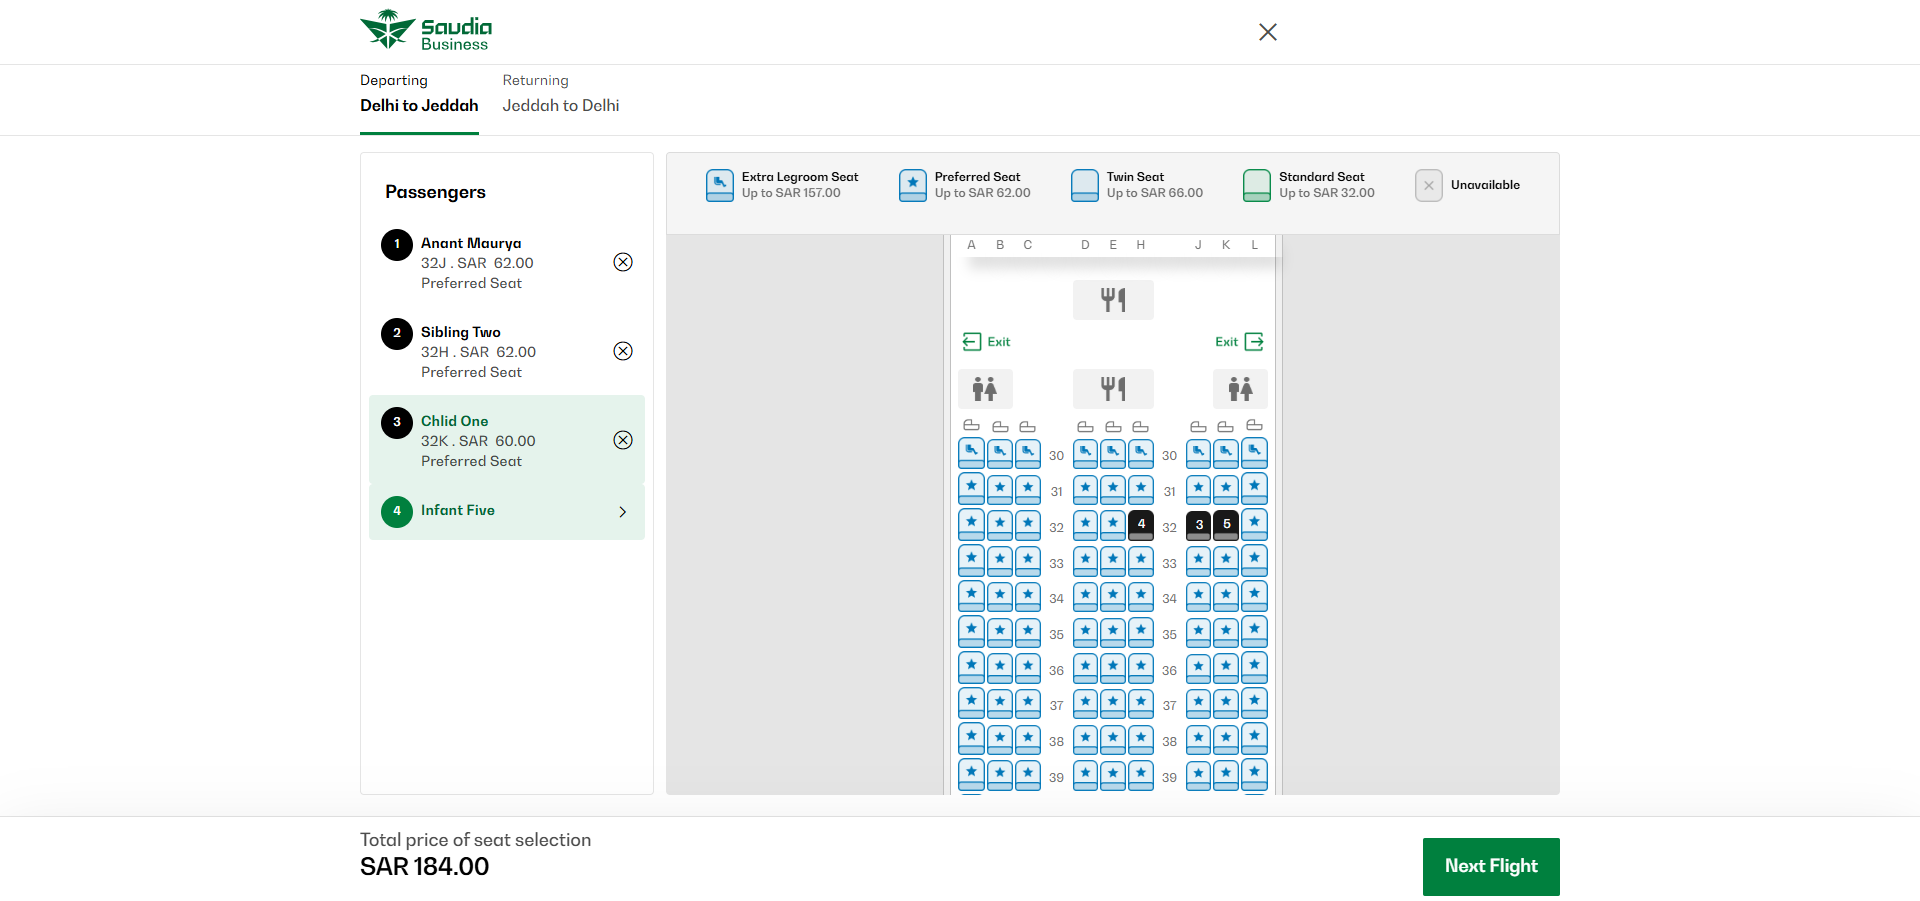 Saudia
Business
Departing
Delhi to Jeddah
Returning
Jeddah to Delhi
Passengers
1
Anant Maurya
32J . SAR 62.00
Preferred Seat
2
Sibling Two
32H . SAR 62.00
Preferred Seat
3
Chlid One
32K . SAR 60.00
Preferred Seat
4
Infant Five
Extra Legroom Seat
Up to SAR 157.00
Preferred Seat
Up to SAR 62.00
Twin Seat
Up to SAR 66.00
Standard Seat
Up to SAR 32.00
Unavailable
A B C D E H J K L
Exit Exit
30 30
31 31
32 4 32 3 5
33 33
34 34
35 35
36 36
37 37
38 38
39 39
Total price of seat selection
SAR 184.00
Next Flight